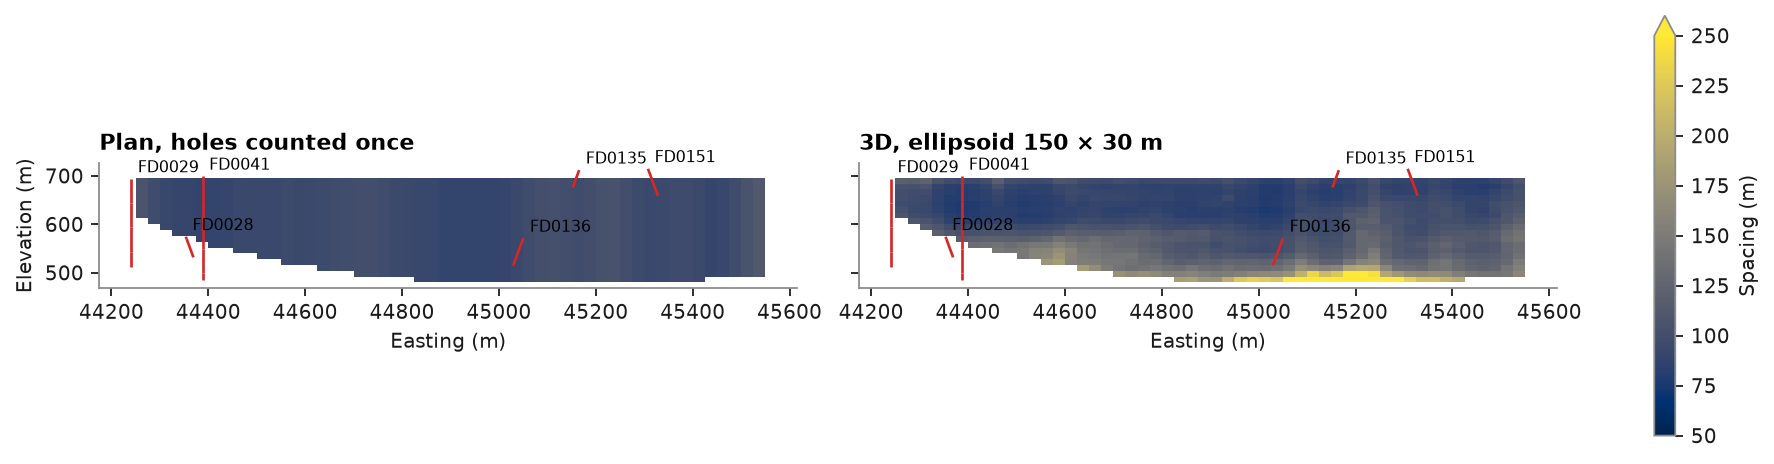 Plan, holes counted once
FD0029 FD0041 FD0135 FD0151
FD0028 FD0136
Elevation (m)
700
600
500
44200 44400 44600 44800 45000 45200 45400 45600
Easting (m)
3D, ellipsoid 150 × 30 m
FD0029 FD0041 FD0135 FD0151
FD0028 FD0136
44200 44400 44600 44800 45000 45200 45400 45600
Easting (m)
250
225
200
175
150
125
100
75
50
Spacing (m)